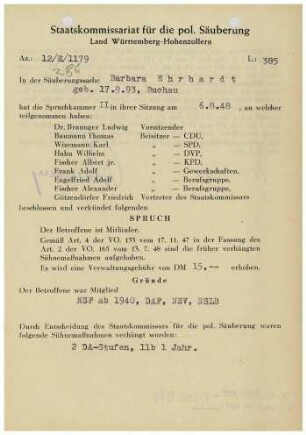 Staatskommissariat für die pol. Säuberung
Land Württemberg-Hohenzollern
Az.: 12/E/1179 L: 385
286
In der Säuberungssache Barbara Ehrhardt
geb. 17.9.93, Buchau
hat die Spruchkammer II in ihrer Sitzung am 6.8.48, an welcher
teilgenommen haben:
Dr. Braunger Ludwig Vorsitzender
Baumann Thomas Beisitzer — CDU,
Wizemann Karl „ — SPD,
Hahn Wilhelm „ — DVP,
Fischer Albert jr. „ — KPD,
Frank Adolf „ — Gewerkschaften,
Engelfried Adolf „ — Berufsgruppe,
Fischer Alexander „ — Berufsgruppe,
Götzendörfer Friedrich Vertreter des Staatskommissars
beschlossen und verkündet folgenden
SPRUCH
Der Betroffene ist Mitläufer.
Gemäß Art. 4 der VO. 133 vom 17. 11. 47 in der Fassung des
Art. 2 der VO. 165 vom 13. 7. 48 sind die früher verhängten
Sühnemaßnahmen aufgehoben.
Es wird eine Verwaltungsgebühr von DM 15,-- erhoben.
Gründe
Der Betroffene war Mitglied
NSF ab 1940, DAF, NSV, NSLB
Durch Entscheidung des Staatskommissars für die pol. Säuberung waren
folgende Sühnemaßnahmen verhängt worden:
2 DA-Stufen, 11b 1 Jahr.